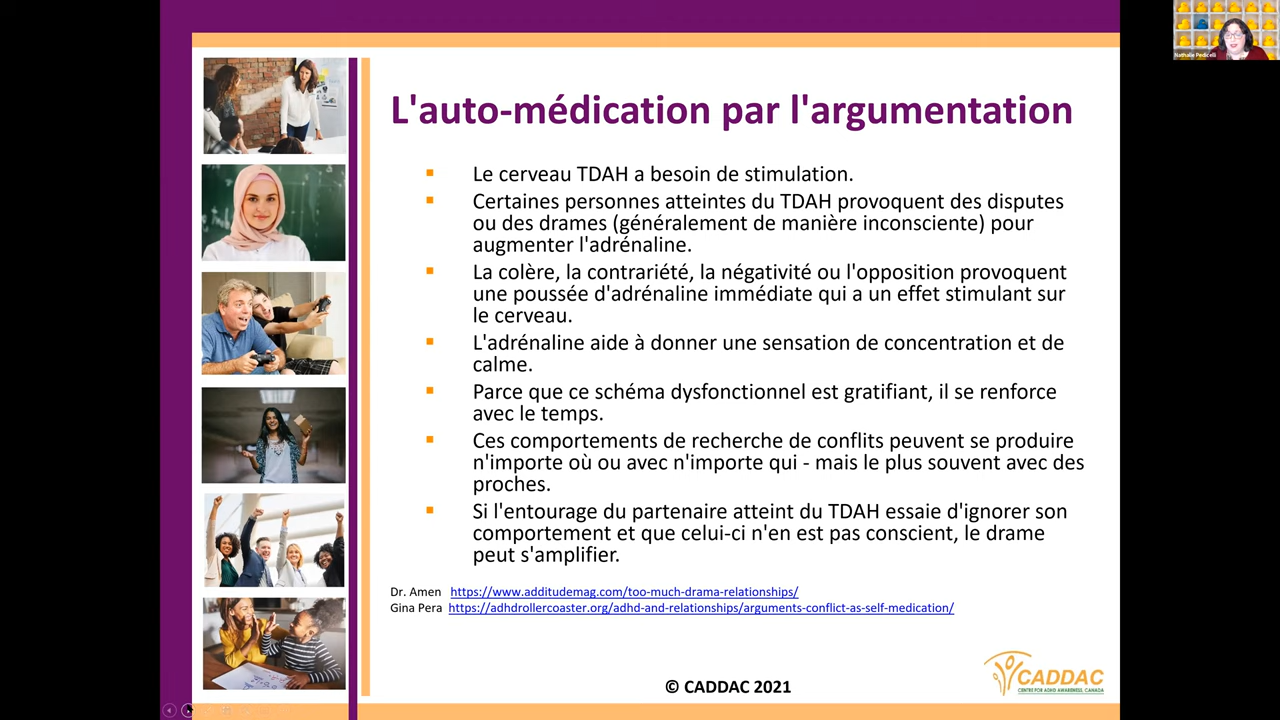 L'auto-médication par l'argumentation
Le cerveau TDAH a besoin de stimulation.
Certaines personnes atteintes du TDAH provoquent des disputes
ou des drames (généralement de manière inconsciente) pour
augmenter l'adrénaline.
La colère, la contrariété, la négativité ou l'opposition provoquent
une poussée d'adrénaline immédiate qui a un effet stimulant sur
le cerveau.
L'adrénaline aide à donner une sensation de concentration et de
calme.
Parce que ce schéma dysfonctionnel est gratifiant, il se renforce
avec le temps.
Ces comportements de recherche de conflits peuvent se produire
n'importe où ou avec n'importe qui - mais le plus souvent avec des
proches.
Si l'entourage du partenaire atteint du TDAH essaie d'ignorer son
comportement et que celui-ci n'en est pas conscient, le drame
peut s'amplifier.
Dr. Amen https://www.additudemag.com/too-much-drama-relationships/
Gina Pera https://adhdrollercoaster.org/adhd-and-relationships/arguments-conflict-as-self-medication/
© CADDAC 2021
CADDAC
CENTRE FOR ADHD AWARENESS, CANADA
Nathalie Pedicelli